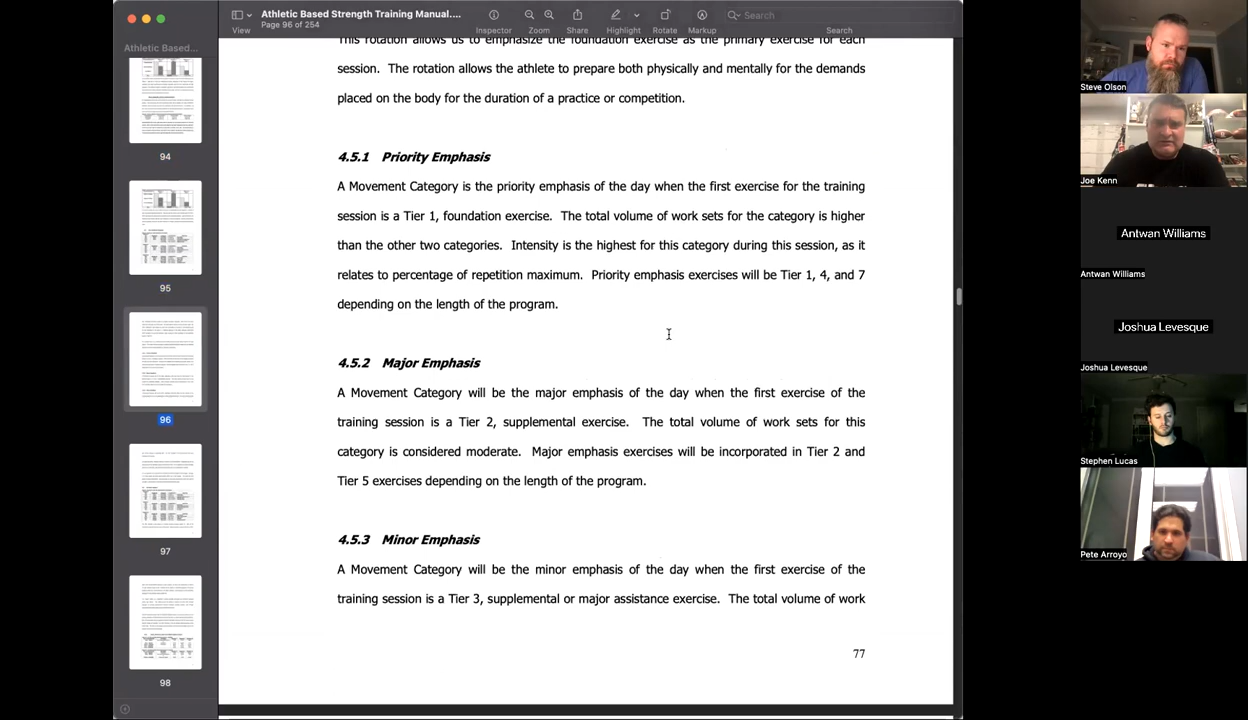 Athletic Based Strength Training Manual....
Page 96 of 254
View
Inspector
Zoom
Share
Highlight
Rotate
Markup
Search
Search
Athletic Based...
94
95
96
97
98
This rotation allows us to emphasize the foundation exercise as the primary exercise for each
session. The order allows the athlete to prepare both physically and mentally for the demands
placed on the body for the duration of a practice or competition.
4.5.1 Priority Emphasis
A Movement Category is the priority emphasis of the day when the first exercise for the training
session is a Tier 1, foundation exercise. The total volume of work sets for the category is higher
than the other two categories. Intensity is the highest for this category during this session, as it
relates to percentage of repetition maximum. Priority emphasis exercises will be Tier 1, 4, and 7
depending on the length of the program.
4.5.2 Major Emphasis
A Movement Category will be the major emphasis of the day when the first exercise of the
training session is a Tier 2, supplemental exercise. The total volume of work sets for this
category is considered moderate. Major emphasis exercises will be incorporated in Tier 2 and
Tier 5 exercises depending on the length of the program.
4.5.3 Minor Emphasis
A Movement Category will be the minor emphasis of the day when the first exercise of the
training session is a Tier 3, supplemental or major assistance exercise. The total volume of work
77
Steve Olson
Joe Kenn
Antwan Williams
Antwan Williams
Joshua Levesque
Joshua Levesque
Stephen Lucas
Pete Arroyo